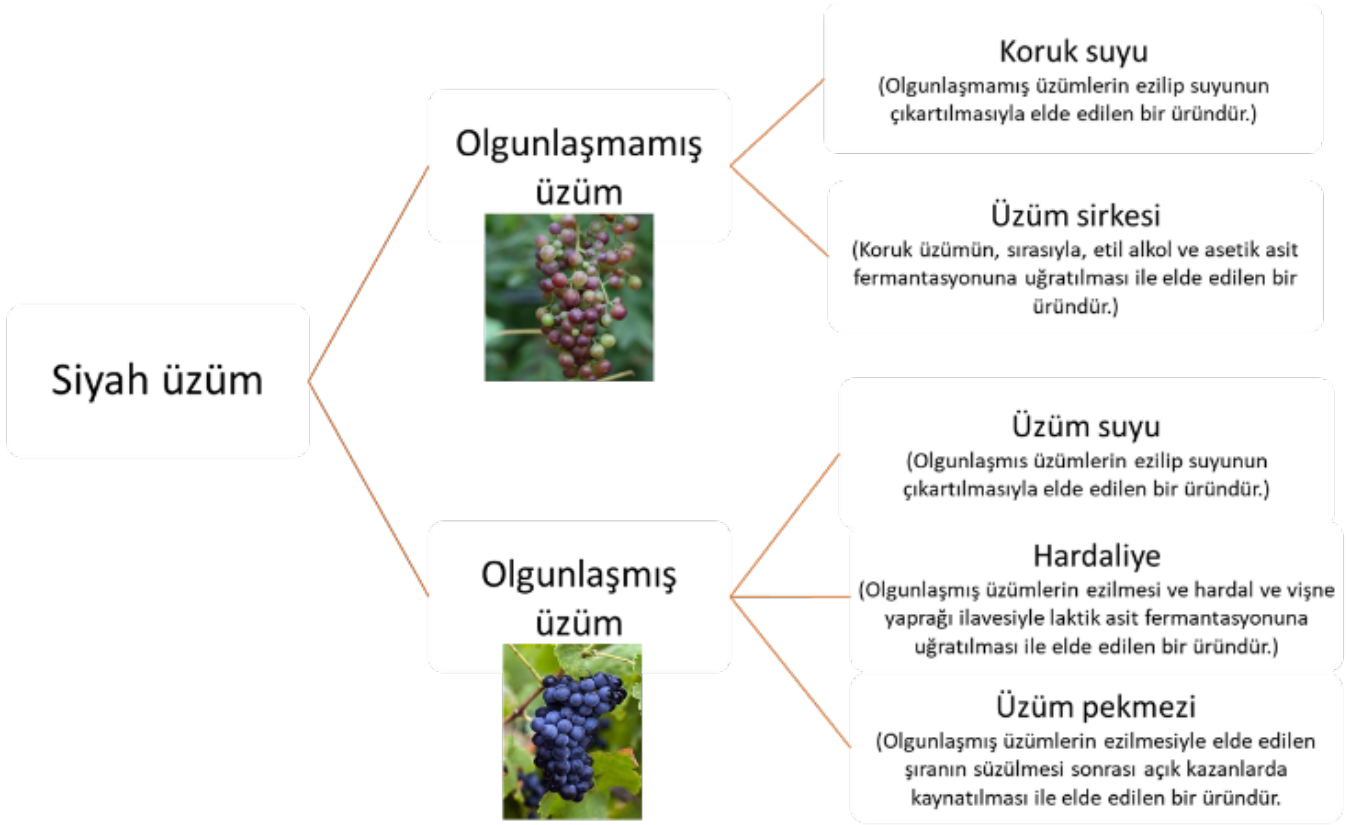 Siyah üzüm
Olgunlaşmamış
üzüm
Koruk suyu
(Olgunlaşmamış üzümlerin ezilip suyunun
çıkartılmasıyla elde edilen bir üründür.)
Üzüm sirkesi
(Koruk üzümün, sırasıyla, etil alkol ve asetik asit
fermantasyonuna uğratılması ile elde edilen bir
üründür.)
Olgunlaşmış
üzüm
Üzüm suyu
(Olgunlaşmıs üzümlerin ezilip suyunun
çıkartılmasıyla elde edilen bir üründür.)
Hardaliye
(Olgunlaşmış üzümlerin ezilmesi ve hardal ve vişne
yaprağı ilavesiyle laktik asit fermantasyonuna
uğratılması ile elde edilen bir üründür.)
Üzüm pekmezi
(Olgunlaşmış üzümlerin ezilmesiyle elde edilen
şıranın süzülmesi sonrası açık kazanlarda
kaynatılması ile elde edilen bir üründür.